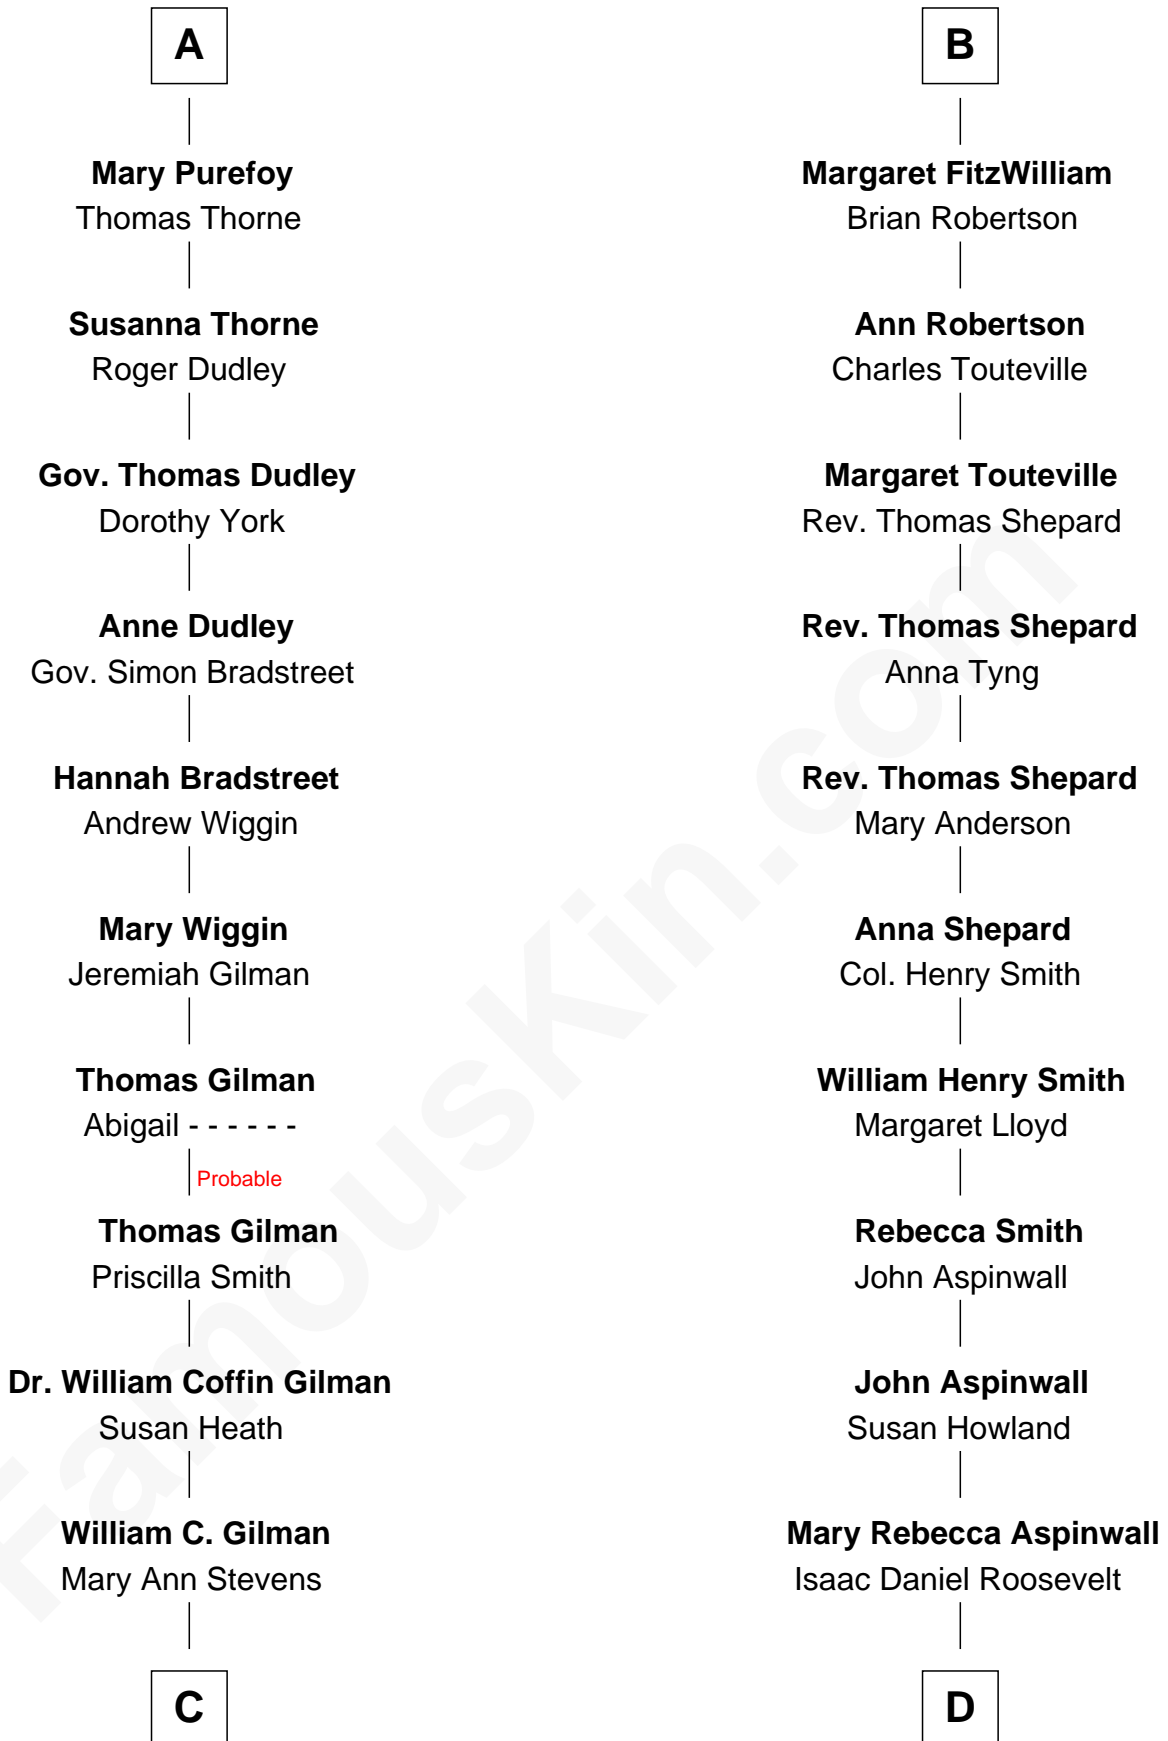 A
Mary Purefoy
Thomas Thorne
Susanna Thorne
Roger Dudley
Gov. Thomas Dudley
Dorothy York
Anne Dudley
Gov. Simon Bradstreet
Hannah Bradstreet
Andrew Wiggin
Mary Wiggin
Jeremiah Gilman
Thomas Gilman
Abigail - - - - - -
Probable
Thomas Gilman
Priscilla Smith
Dr. William Coffin Gilman
Susan Heath
William C. Gilman
Mary Ann Stevens
C
B
Margaret FitzWilliam
Brian Robertson
Ann Robertson
Charles Touteville
Margaret Touteville
Rev. Thomas Shepard
Rev. Thomas Shepard
Anna Tyng
Rev. Thomas Shepard
Mary Anderson
Anna Shepard
Col. Henry Smith
William Henry Smith
Margaret Lloyd
Rebecca Smith
John Aspinwall
John Aspinwall
Susan Howland
Mary Rebecca Aspinwall
Isaac Daniel Roosevelt
D
FamousKin.com